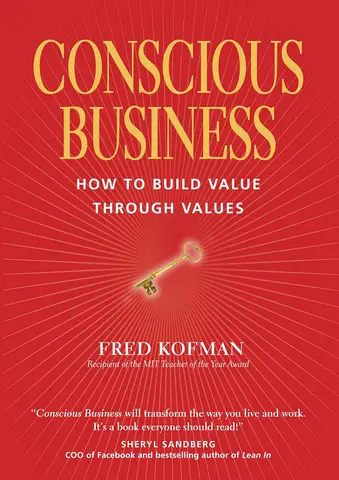 CONSCIOUS
BUSINESS
HOW TO BUILD VALUE
THROUGH VALUES
FRED KOFMAN
Recipient of the MIT Teacher of the Year Award
“Conscious Business will transform the way you live and work.
It’s a book everyone should read!”
SHERYL SANDBERG
COO of Facebook and bestselling author of Lean In